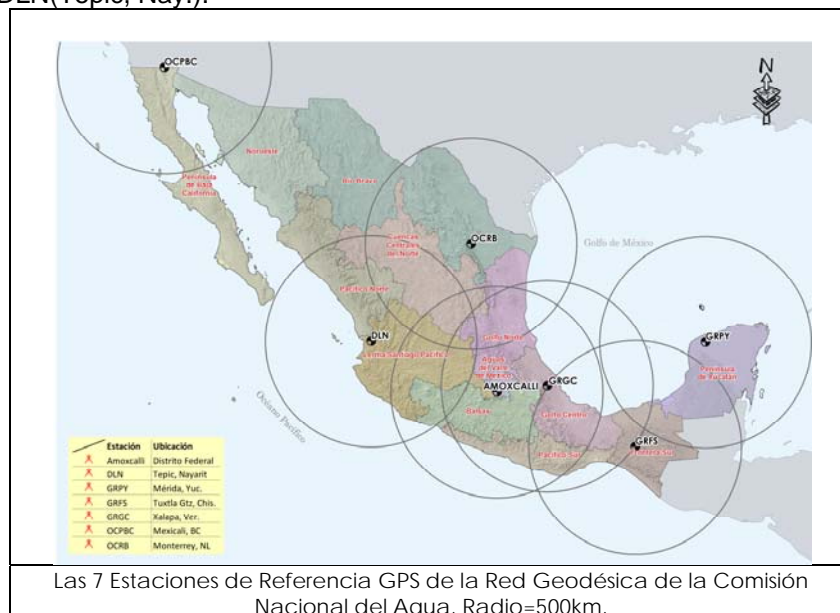 DLN(Tepic, Nay.).
OCPBC
N
Noroeste
Península
de Baja
California
Río Bravo
OCRB
Golfo de México
Cuencas
Centrales
del Norte
Pacífico Norte
DLN
Lerma Santiago Pacífico
Golfo Norte
GRPY
Península
de Yucatán
Aguas
del Valle
de México
AMOXCALLI
GRGC
Océano Pacífico
Balsas
Golfo Centro
GRFS
Frontera Sur
Pacífico Sur
Estación Ubicación
Amoxcalli Distrito Federal
DLN Tepic, Nayarit
GRPY Mérida, Yuc.
GRFS Tuxtla Gtz, Chis.
GRGC Xalapa, Ver.
OCPBC Mexicali, BC
OCRB Monterrey, NL
Las 7 Estaciones de Referencia GPS de la Red Geodésica de la Comisión
Nacional del Agua. Radio=500km.